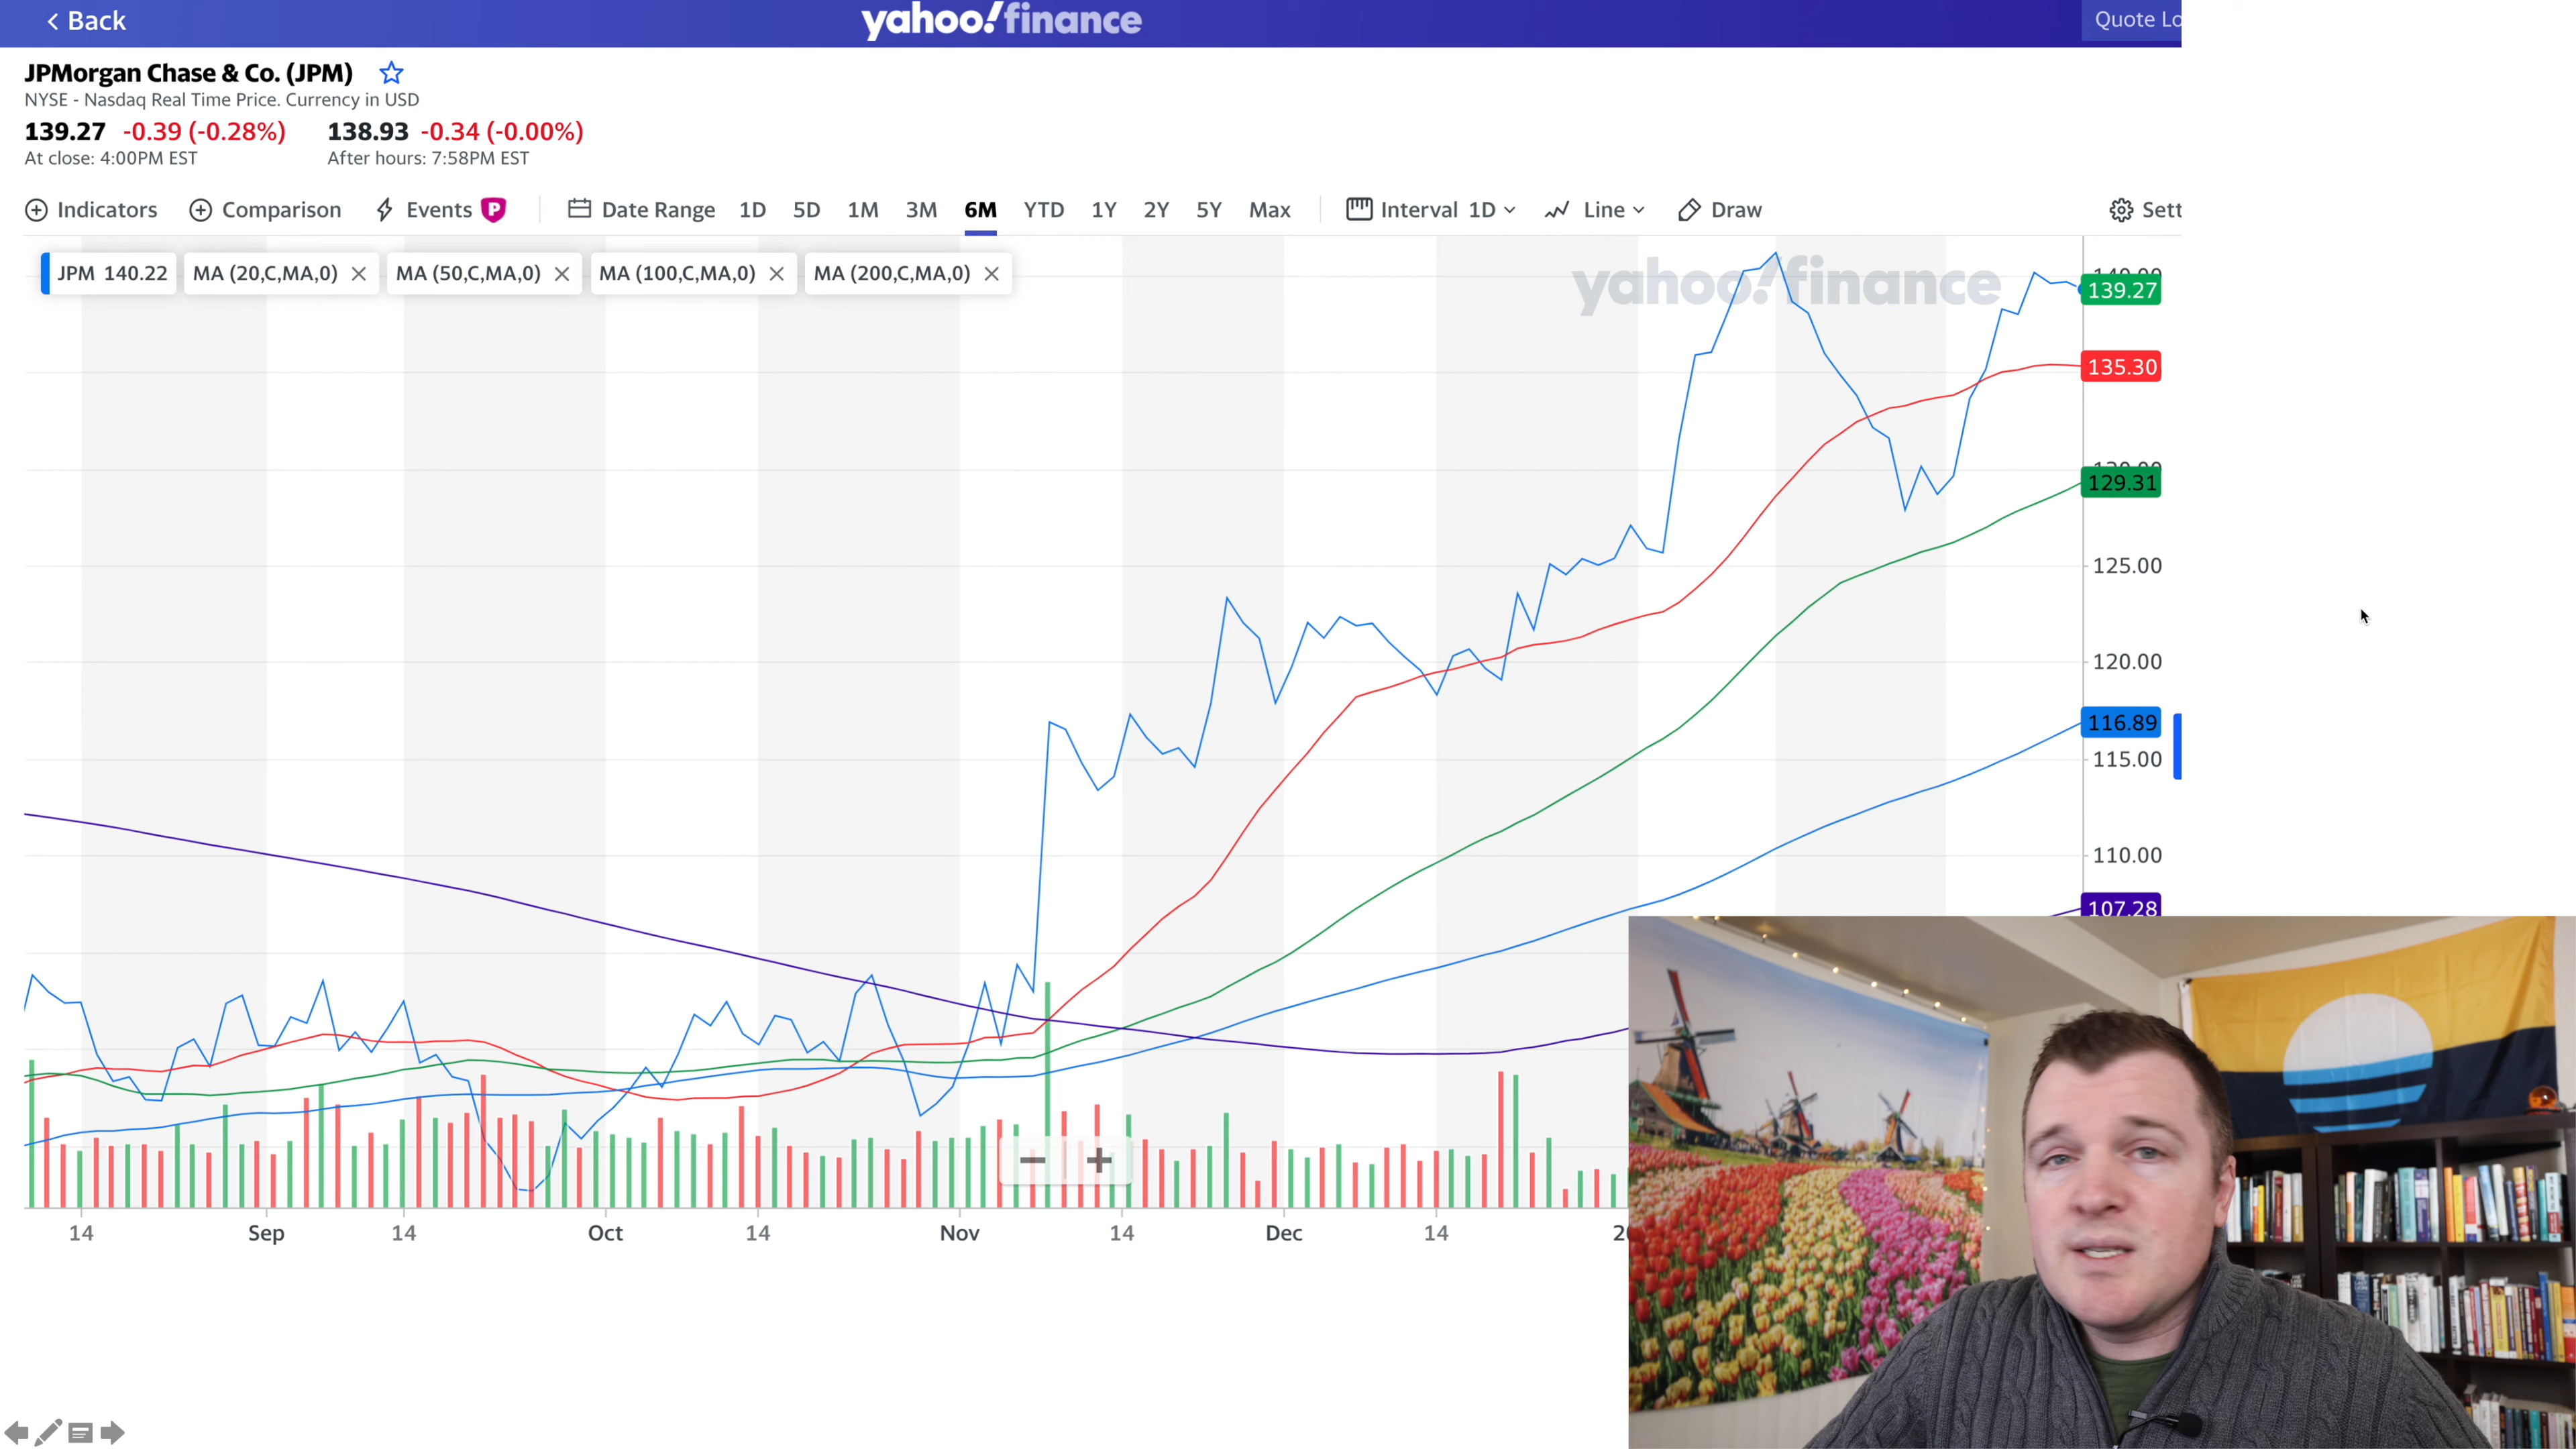 Back
yahoo!finance
Quote Lo
JPMorgan Chase & Co. (JPM)
NYSE - Nasdaq Real Time Price. Currency in USD
139.27 -0.39 (-0.28%) 138.93 -0.34 (-0.00%)
At close: 4:00PM EST After hours: 7:58PM EST
Indicators Comparison Events P Date Range 1D 5D 1M 3M 6M YTD 1Y 2Y 5Y Max Interval 1D Line Draw Sett
JPM 140.22 MA (20,C,MA,0) MA (50,C,MA,0) MA (100,C,MA,0) MA (200,C,MA,0)
yahoo!finance
139.27
135.30
129.31
125.00
120.00
116.89
115.00
110.00
107.28
14 Sep 14 Oct 14 Nov 14 Dec 14